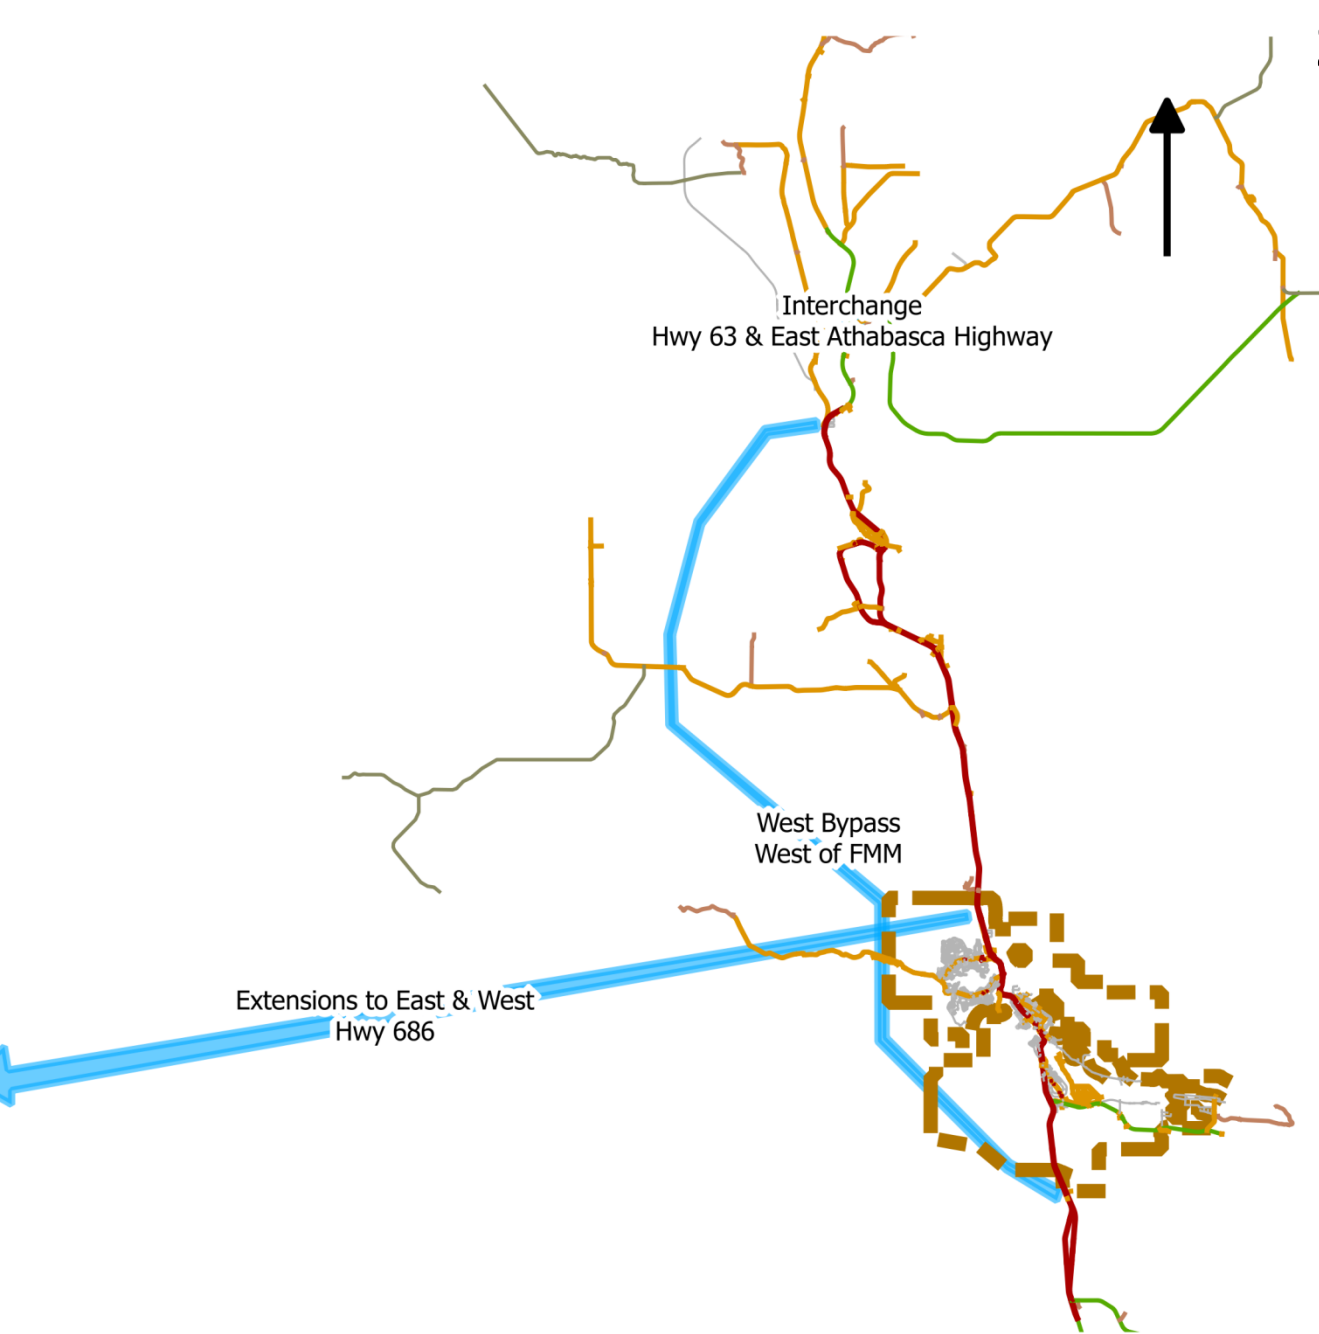 Interchange
Hwy 63 & East Athabasca Highway
West Bypass
West of FMM
Extensions to East & West
Hwy 686